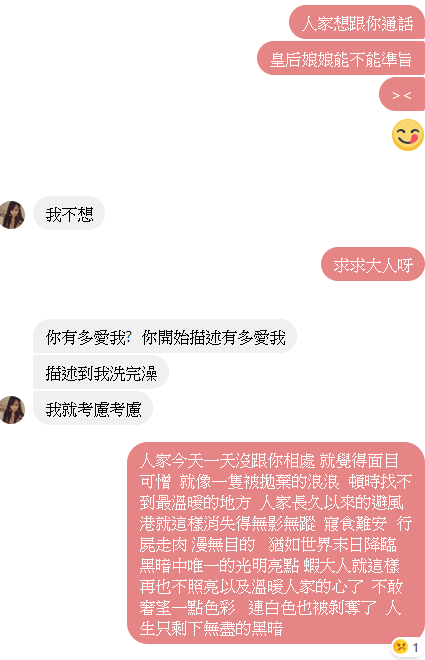 人家想跟你通話
皇后娘娘能不能準旨
><
我不想
求求大人呀
你有多愛我? 你開始描述有多愛我
描述到我洗完澡
我就考慮考慮
人家今天一天沒跟你相處 就覺得面目
可憎 就像一隻被拋棄的浪浪 頓時找不
到最溫暖的地方 人家長久以來的避風
港就這樣消失得無影無蹤 寢食難安 行
屍走肉 漫無目的 猶如世界末日降臨
黑暗中唯一的光明亮點 蝦大人就這樣
再也不照亮以及溫暖人家的心了 不敢
奢望一點色彩 連白色也被剝奪了 人
生只剩下無盡的黑暗
1